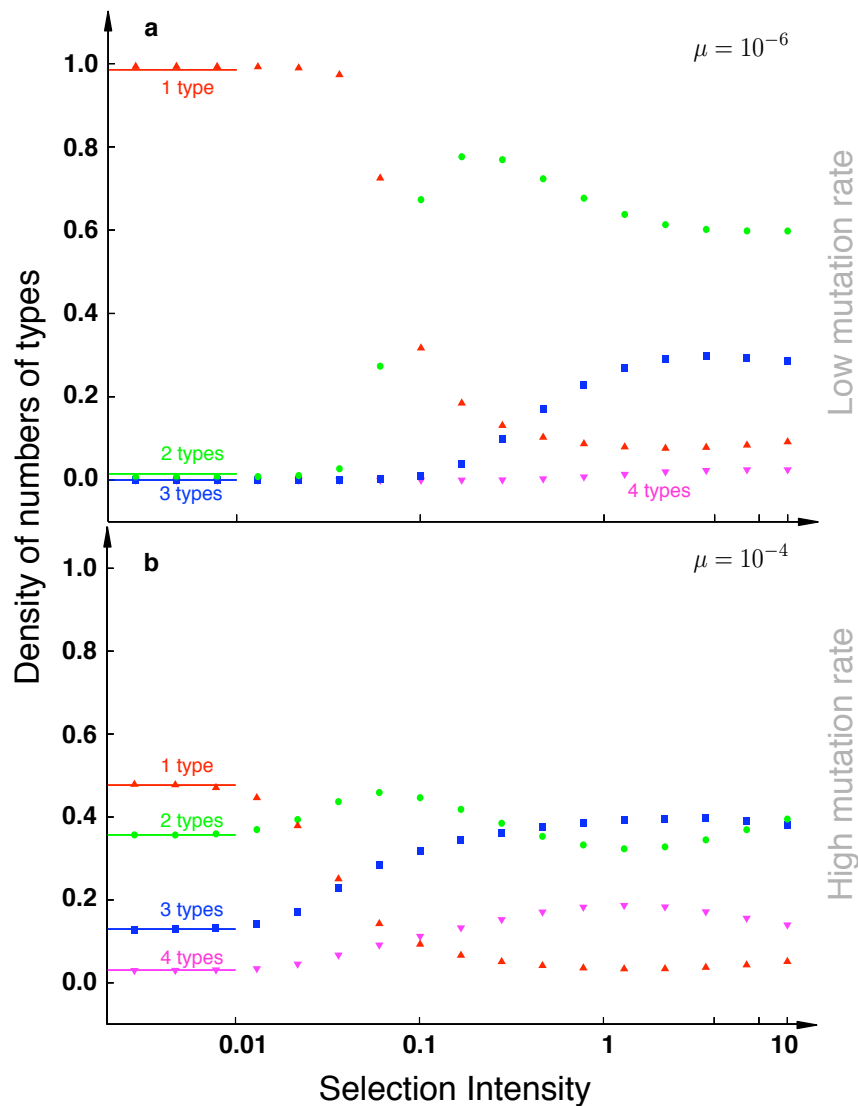 a
μ = 10⁻⁶
1.0
1 type
0.8
0.6
0.4
0.2
2 types
0.0
3 types
4 types
Low mutation rate
Density of numbers of types
b
μ = 10⁻⁴
1.0
0.8
0.6
1 type
0.4
2 types
0.2
3 types
4 types
0.0
High mutation rate
0.01
0.1
1
10
Selection Intensity